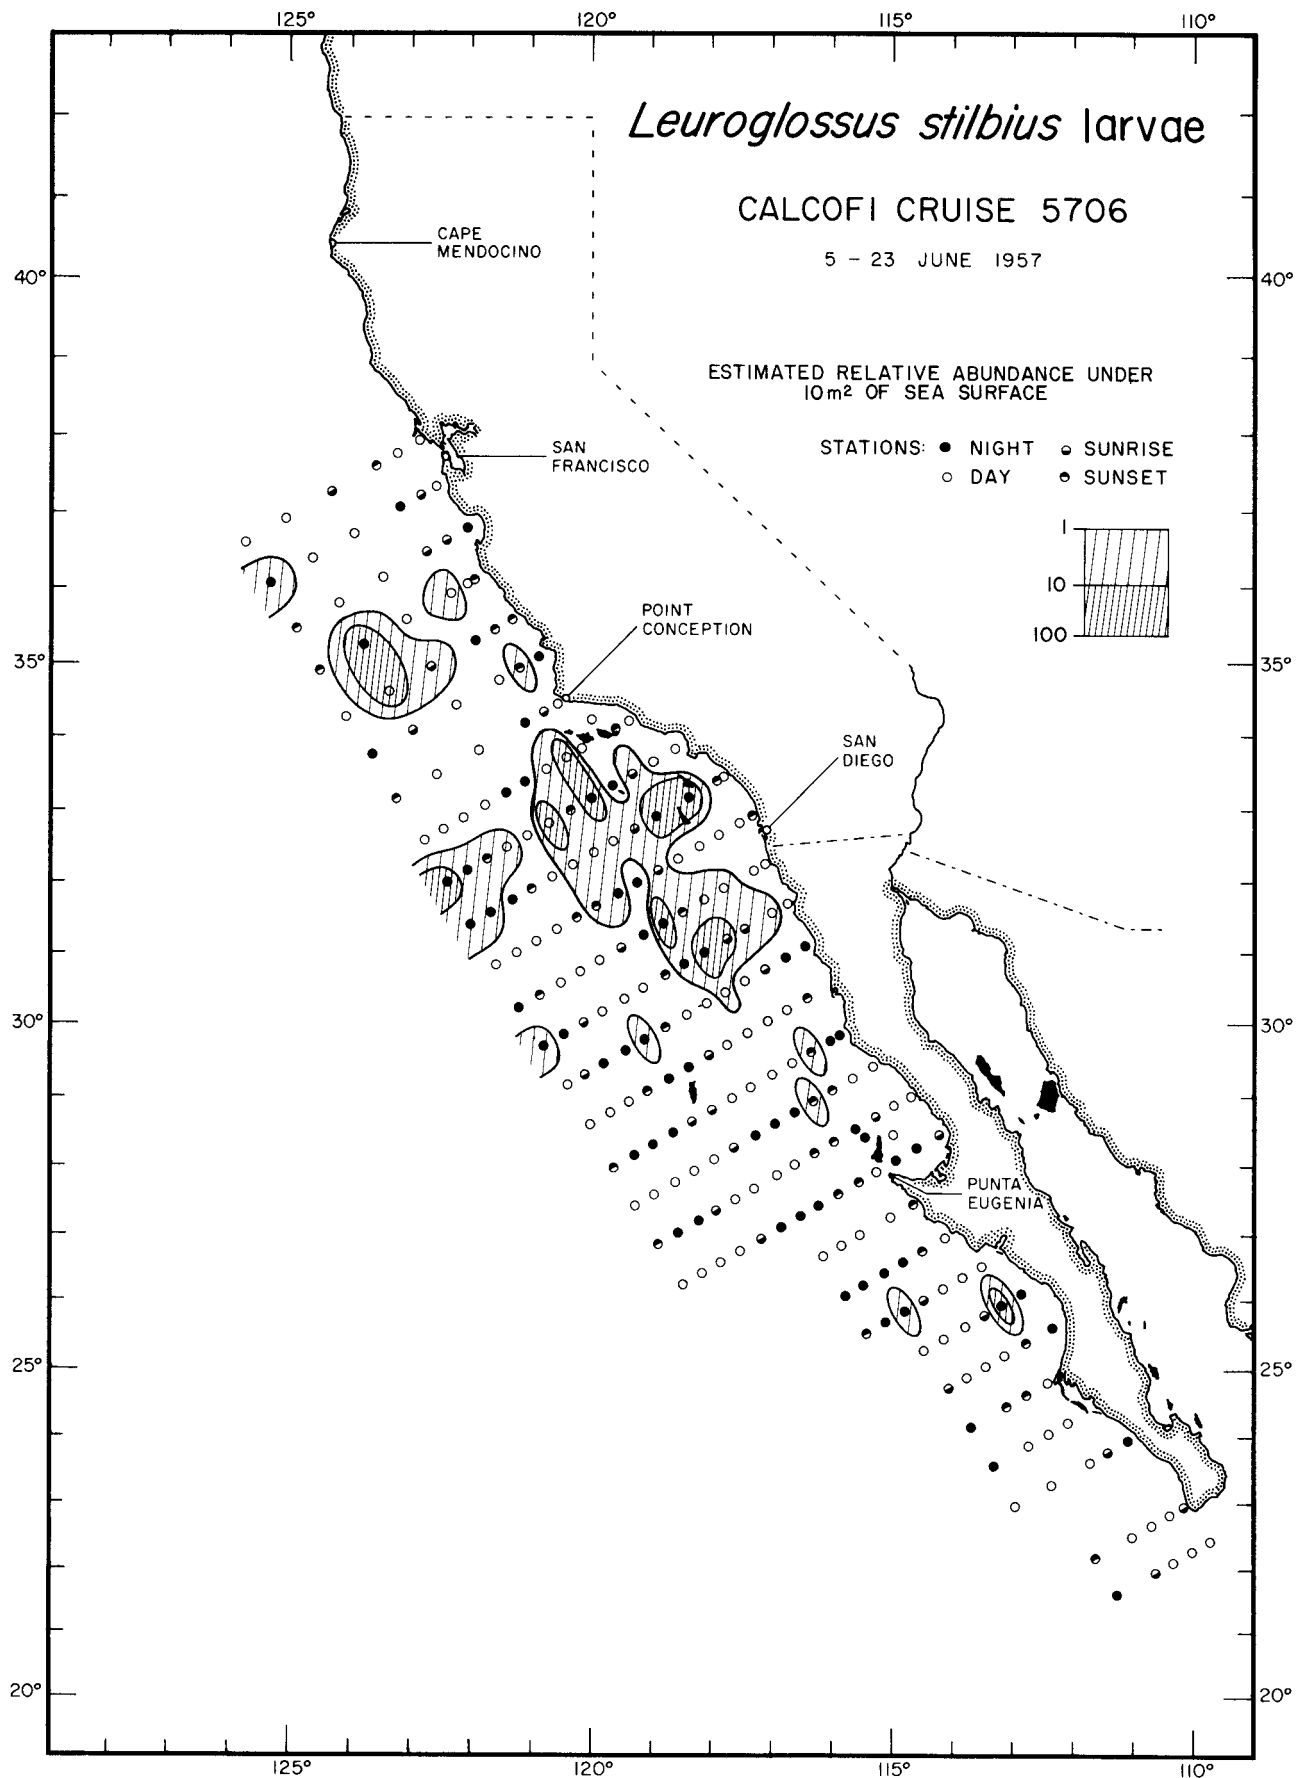 125° 120° 115° 110°
Leuroglossus stilbius larvae
CALCOFI CRUISE 5706
5 – 23 JUNE 1957
CAPE
MENDOCINO
40° 40°
ESTIMATED RELATIVE ABUNDANCE UNDER
10m² OF SEA SURFACE
STATIONS: NIGHT SUNRISE
DAY SUNSET
SAN
FRANCISCO
1
10
100
POINT
CONCEPTION
35° 35°
SAN
DIEGO
30° 30°
PUNTA
EUGENIA
25° 25°
20° 20°
125° 120° 115° 110°